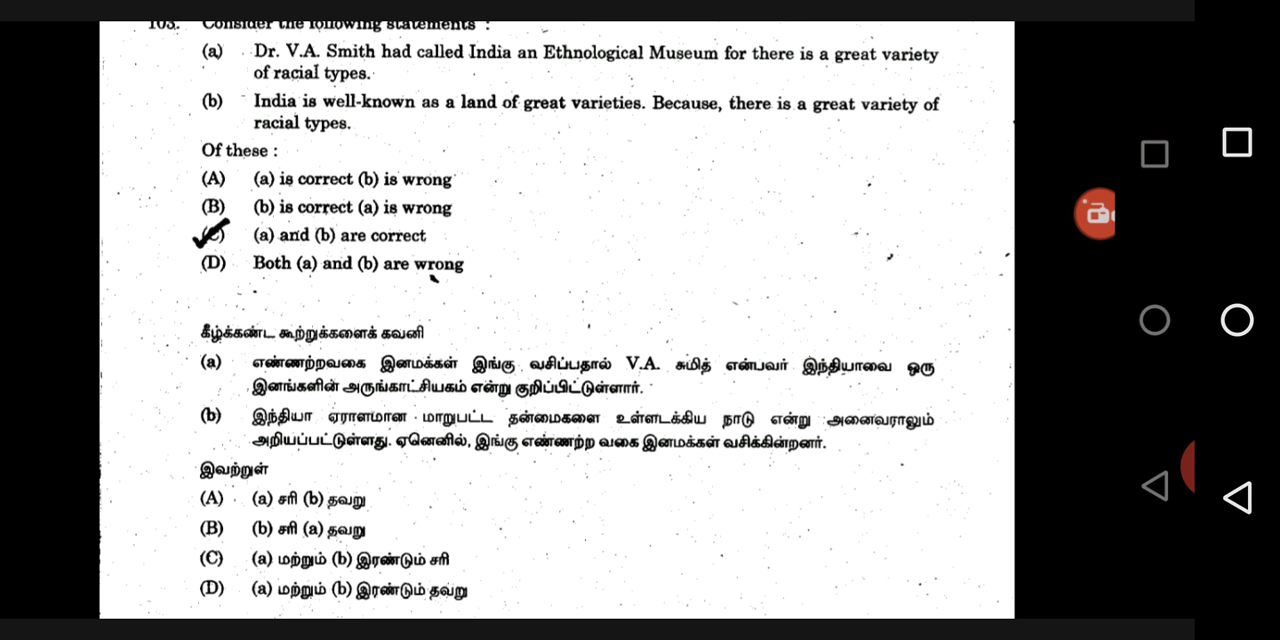 103. Consider the following statements :
(a) Dr. V.A. Smith had called India an Ethnological Museum for there is a great variety
of racial types.
(b) India is well-known as a land of great varieties. Because, there is a great variety of
racial types.
Of these :
(A) (a) is correct (b) is wrong
(B) (b) is correct (a) is wrong
(C) (a) and (b) are correct
(D) Both (a) and (b) are wrong
கீழ்க்கண்ட கூற்றுக்களைக் கவனி
(a) எண்ணற்றவகை இனமக்கள் இங்கு வசிப்பதால் V.A. சுமித் என்பவர் இந்தியாவை ஒரு
இனங்களின் அருங்காட்சியகம் என்று குறிப்பிட்டுள்ளார்.
(b) இந்தியா ஏராளமான மாறுபட்ட தன்மைகளை உள்ளடக்கிய நாடு என்று அனைவராலும்
அறியப்பட்டுள்ளது. ஏனெனில், இங்கு எண்ணற்ற வகை இனமக்கள் வசிக்கின்றனர்.
இவற்றுள்
(A) (a) சரி (b) தவறு
(B) (b) சரி (a) தவறு
(C) (a) மற்றும் (b) இரண்டும் சரி
(D) (a) மற்றும் (b) இரண்டும் தவறு